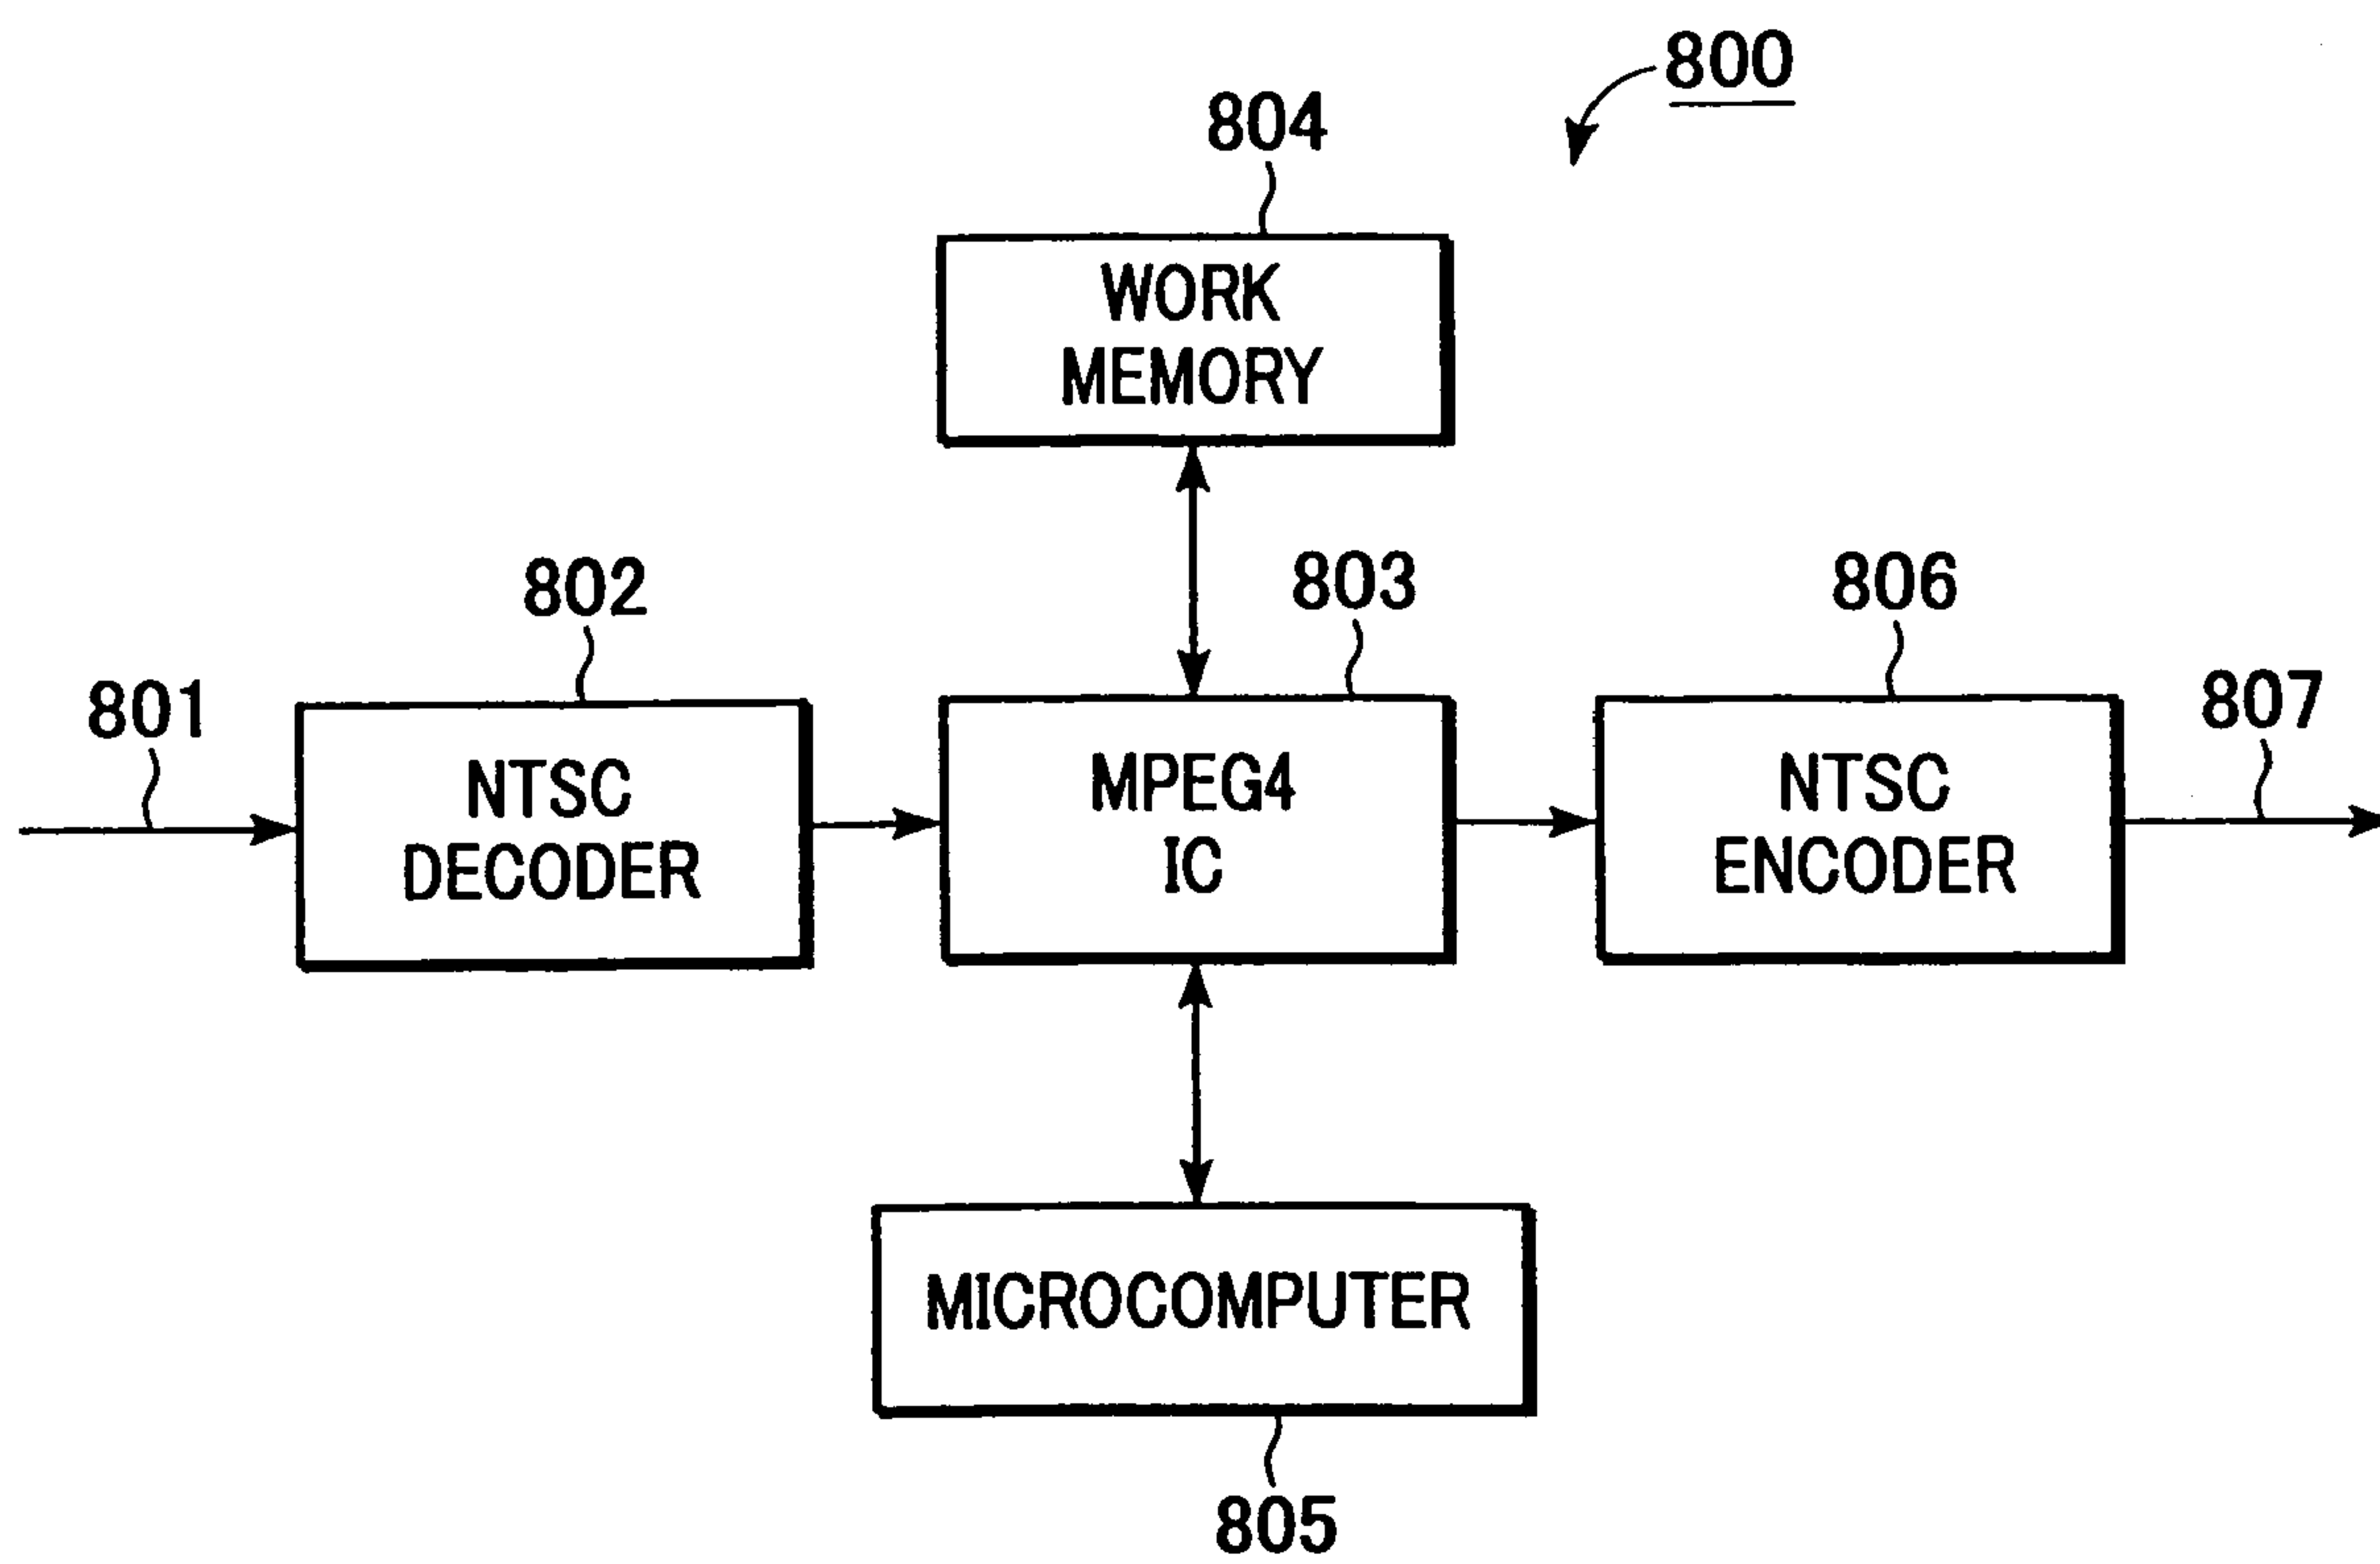 800
804
WORK
MEMORY
802
803
806
801
807
NTSC
DECODER
MPEG4
IC
NTSC
ENCODER
MICROCOMPUTER
805